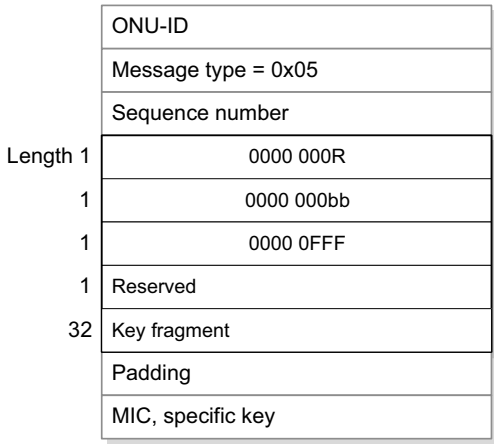 ONU-ID
Message type = 0x05
Sequence number
Length 1 0000 000R
1 0000 000bb
1 0000 0FFF
1 Reserved
32 Key fragment
Padding
MIC, specific key